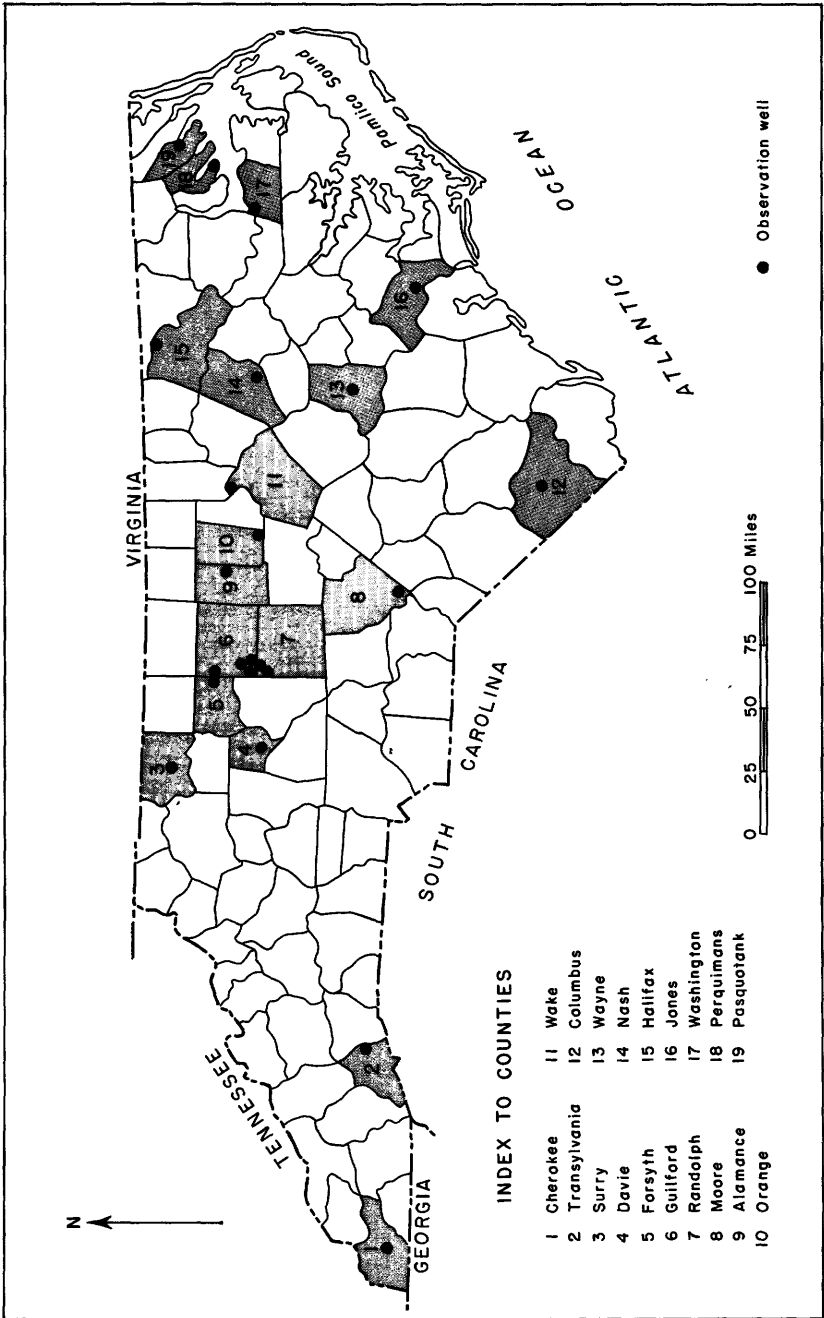 N
VIRGINIA
TENNESSEE
GEORGIA
SOUTH CAROLINA
Pamlico Sound
ATLANTIC OCEAN
1
2
3
4
5
6
7
8
9
10
11
12
13
14
15
16
17
18
19
INDEX TO COUNTIES
1 Cherokee
2 Transylvania
3 Surry
4 Davie
5 Forsyth
6 Guilford
7 Randolph
8 Moore
9 Alamance
10 Orange
11 Wake
12 Columbus
13 Wayne
14 Nash
15 Halifax
16 Jones
17 Washington
18 Perquimans
19 Pasquotank
0 25 50 75 100 Miles
Observation well